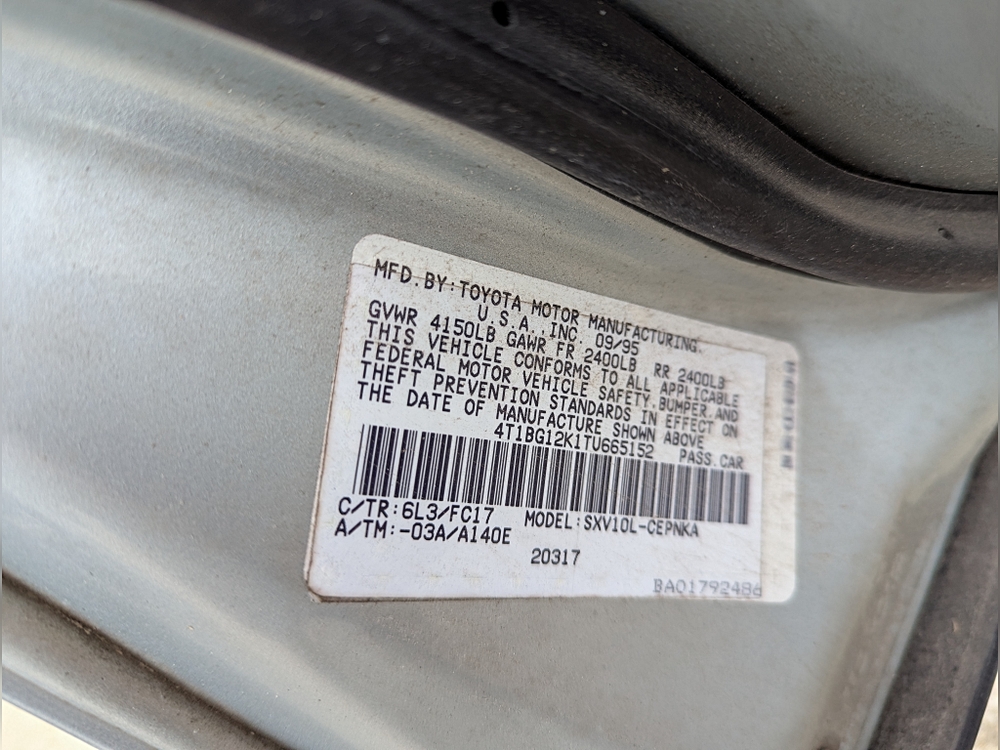 MFD. BY: TOYOTA MOTOR MANUFACTURING.
U.S.A., INC. 09/95
GVWR 4150LB GAWR FR 2400LB RR 2400LB
THIS VEHICLE CONFORMS TO ALL APPLICABLE
FEDERAL MOTOR VEHICLE SAFETY, BUMPER, AND
THEFT PREVENTION STANDARDS IN EFFECT ON
THE DATE OF MANUFACTURE SHOWN ABOVE
4T1BG12K1TU665152 PASS.CAR
C/TR:6L3/FC17 MODEL:SXV10L-CEPNKA
A/TM:-03A/A140E
20317
BA01792486